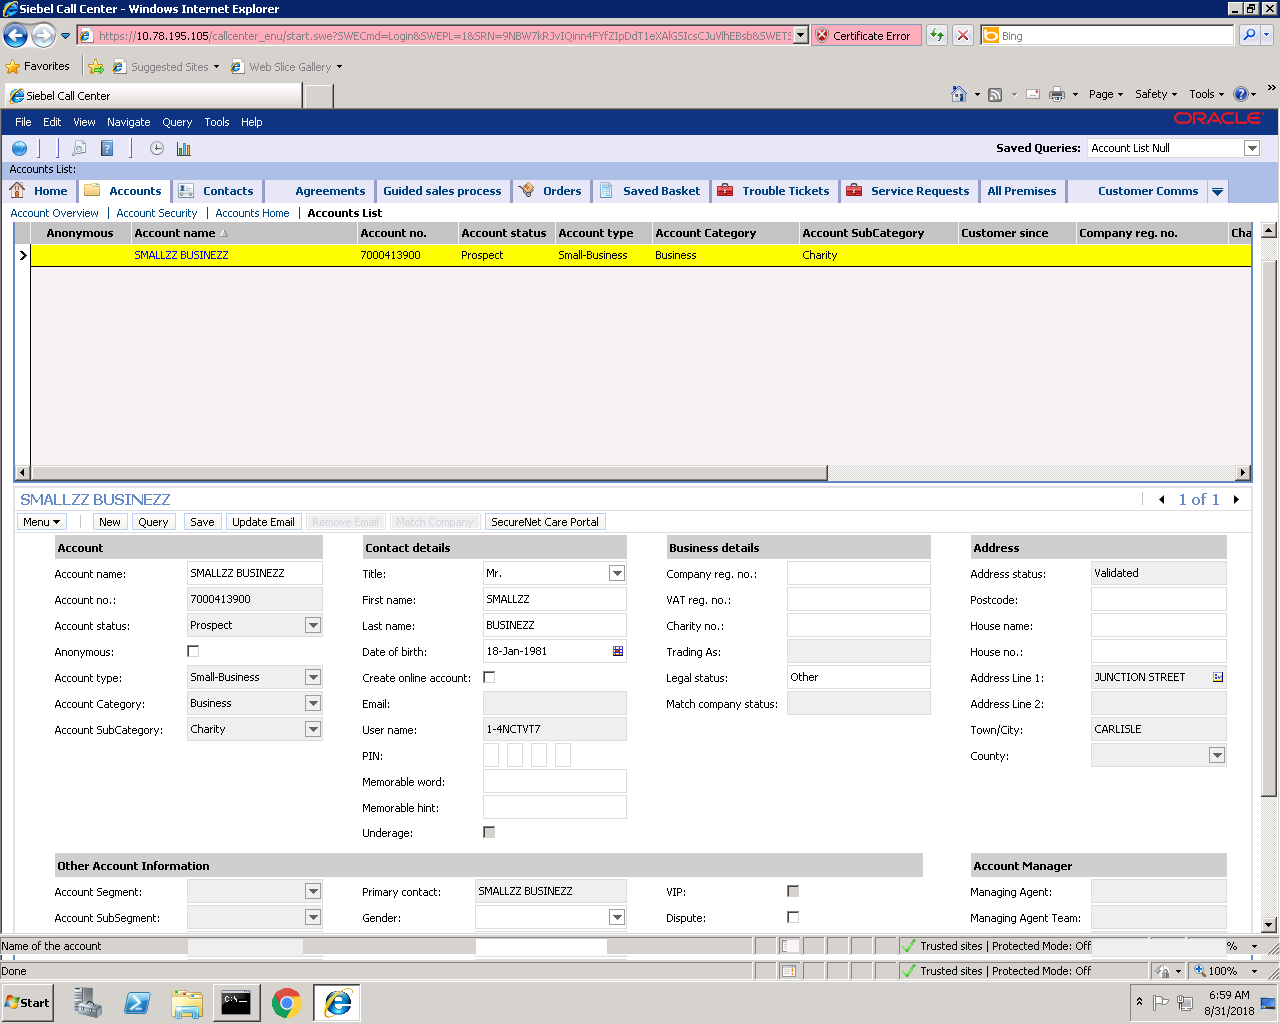 Siebel Call Center - Windows Internet Explorer
https://10.78.195.105/callcenter_enu/start.swe?SWECmd=Login&SWEPL=1&SRN=
Certificate Error
Bing
Favorites
Suggested Sites
Web Slice Gallery
Siebel Call Center
Page
Safety
Tools
»
File Edit View Navigate Query Tools Help
ORACLE
Saved Queries: Account List Null
Accounts List:
Home Accounts Contacts Agreements Guided sales process Orders Saved Basket Trouble Tickets Service Requests All Premises Customer Comms
Account Overview | Account Security | Accounts Home | Accounts List
Anonymous Account name Account no. Account status Account type Account Category Account SubCategory Customer since Company reg. no. Cha
SMALLZZ BUSINEZZ 7000413900 Prospect Small-Business Business Charity
SMALLZZ BUSINEZZ
1 of 1
Menu New Query Save Update Email Remove Email Match Company SecureNet Care Portal
Account Contact details Business details Address
Account name: SMALLZZ BUSINEZZ Title: Mr. Company reg. no.: Address status: Validated
Account no.: 7000413900 First name: SMALLZZ VAT reg. no.: Postcode:
Account status: Prospect Last name: BUSINEZZ Charity no.: House name:
Anonymous: Date of birth: 18-Jan-1981 Trading As: House no.:
Account type: Small-Business Create online account: Legal status: Other Address Line 1: JUNCTION STREET
Account Category: Business Email: Match company status: Address Line 2:
Account SubCategory: Charity User name: 1-4NCTVT7 Town/City: CARLISLE
PIN: County:
Memorable word:
Memorable hint:
Underage:
Other Account Information Account Manager
Account Segment: Primary contact: SMALLZZ BUSINEZZ VIP: Managing Agent:
Account SubSegment: Gender: Dispute: Managing Agent Team:
Name of the account Trusted sites | Protected Mode: Off %
Done Trusted sites | Protected Mode: Off 100%
Start
6:59 AM
8/31/2018